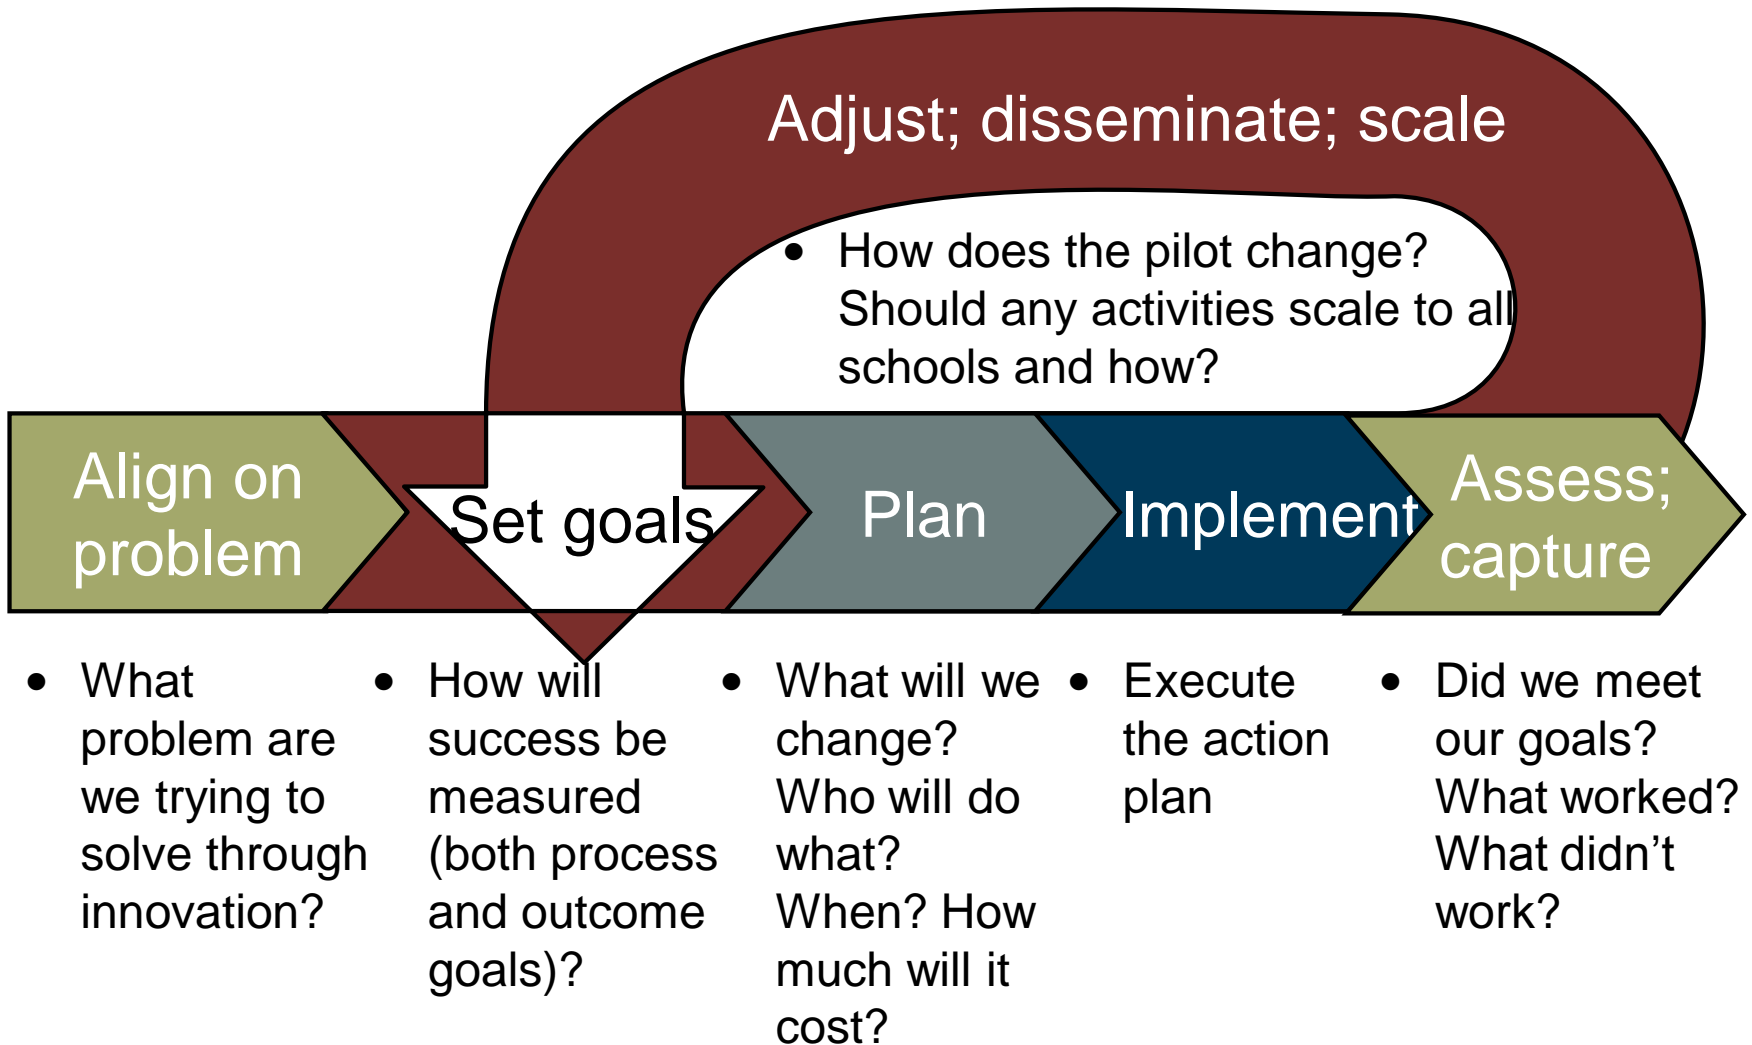 Adjust; disseminate; scale
• How does the pilot change?
Should any activities scale to all
schools and how?
Align on
problem
Set goals
Plan
Implement
Assess;
capture
• What
problem are
we trying to
solve through
innovation?
• How will
success be
measured
(both process
and outcome
goals)?
• What will we
change?
Who will do
what?
When? How
much will it
cost?
• Execute
the action
plan
• Did we meet
our goals?
What worked?
What didn’t
work?